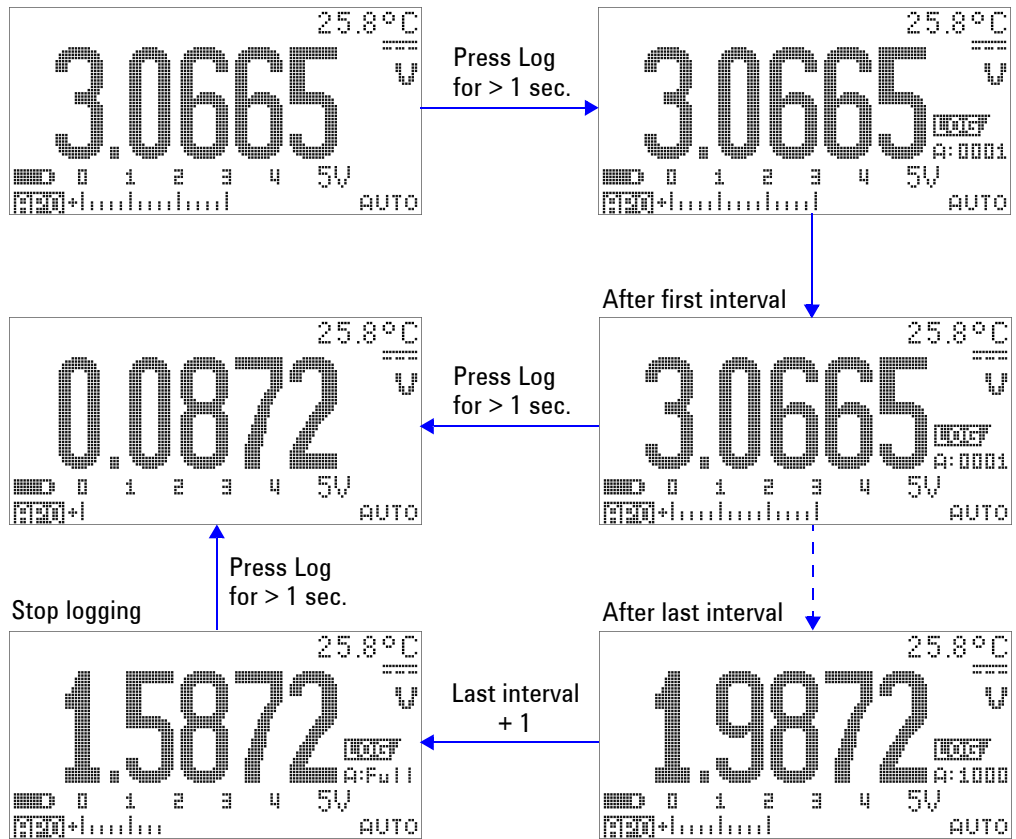 25.8°C
3.0665 V
LOG
0 1 2 3 4 5V
AUTO
Press Log
for > 1 sec.
25.8°C
3.0665 V
LOG
A:0001
0 1 2 3 4 5V
AUTO
After first interval
25.8°C
0.0872 V
0 1 2 3 4 5V
AUTO
Press Log
for > 1 sec.
25.8°C
3.0665 V
LOG
A:0001
0 1 2 3 4 5V
AUTO
Press Log
for > 1 sec.
Stop logging
After last interval
25.8°C
1.5872 V
LOG
A:Full
0 1 2 3 4 5V
AUTO
Last interval
+ 1
25.8°C
1.9872 V
LOG
A:1000
0 1 2 3 4 5V
AUTO